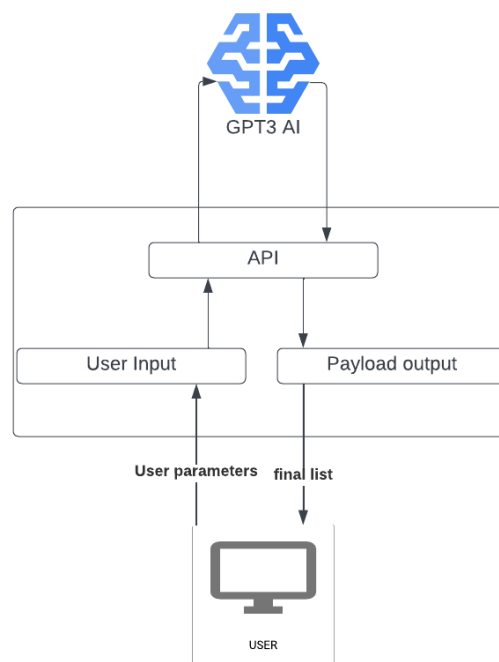 GPT3 AI
API
User Input
Payload output
User parameters
final list
USER